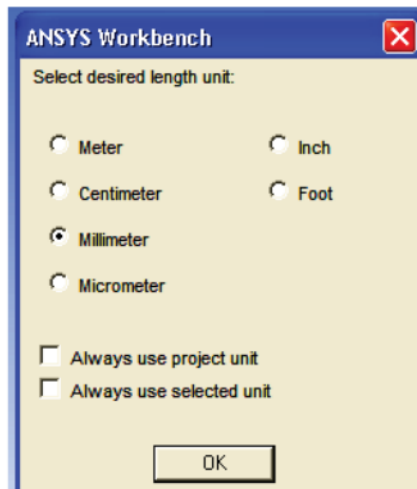 ANSYS Workbench
Select desired length unit:
Meter
Inch
Centimeter
Foot
Millimeter
Micrometer
Always use project unit
Always use selected unit
OK